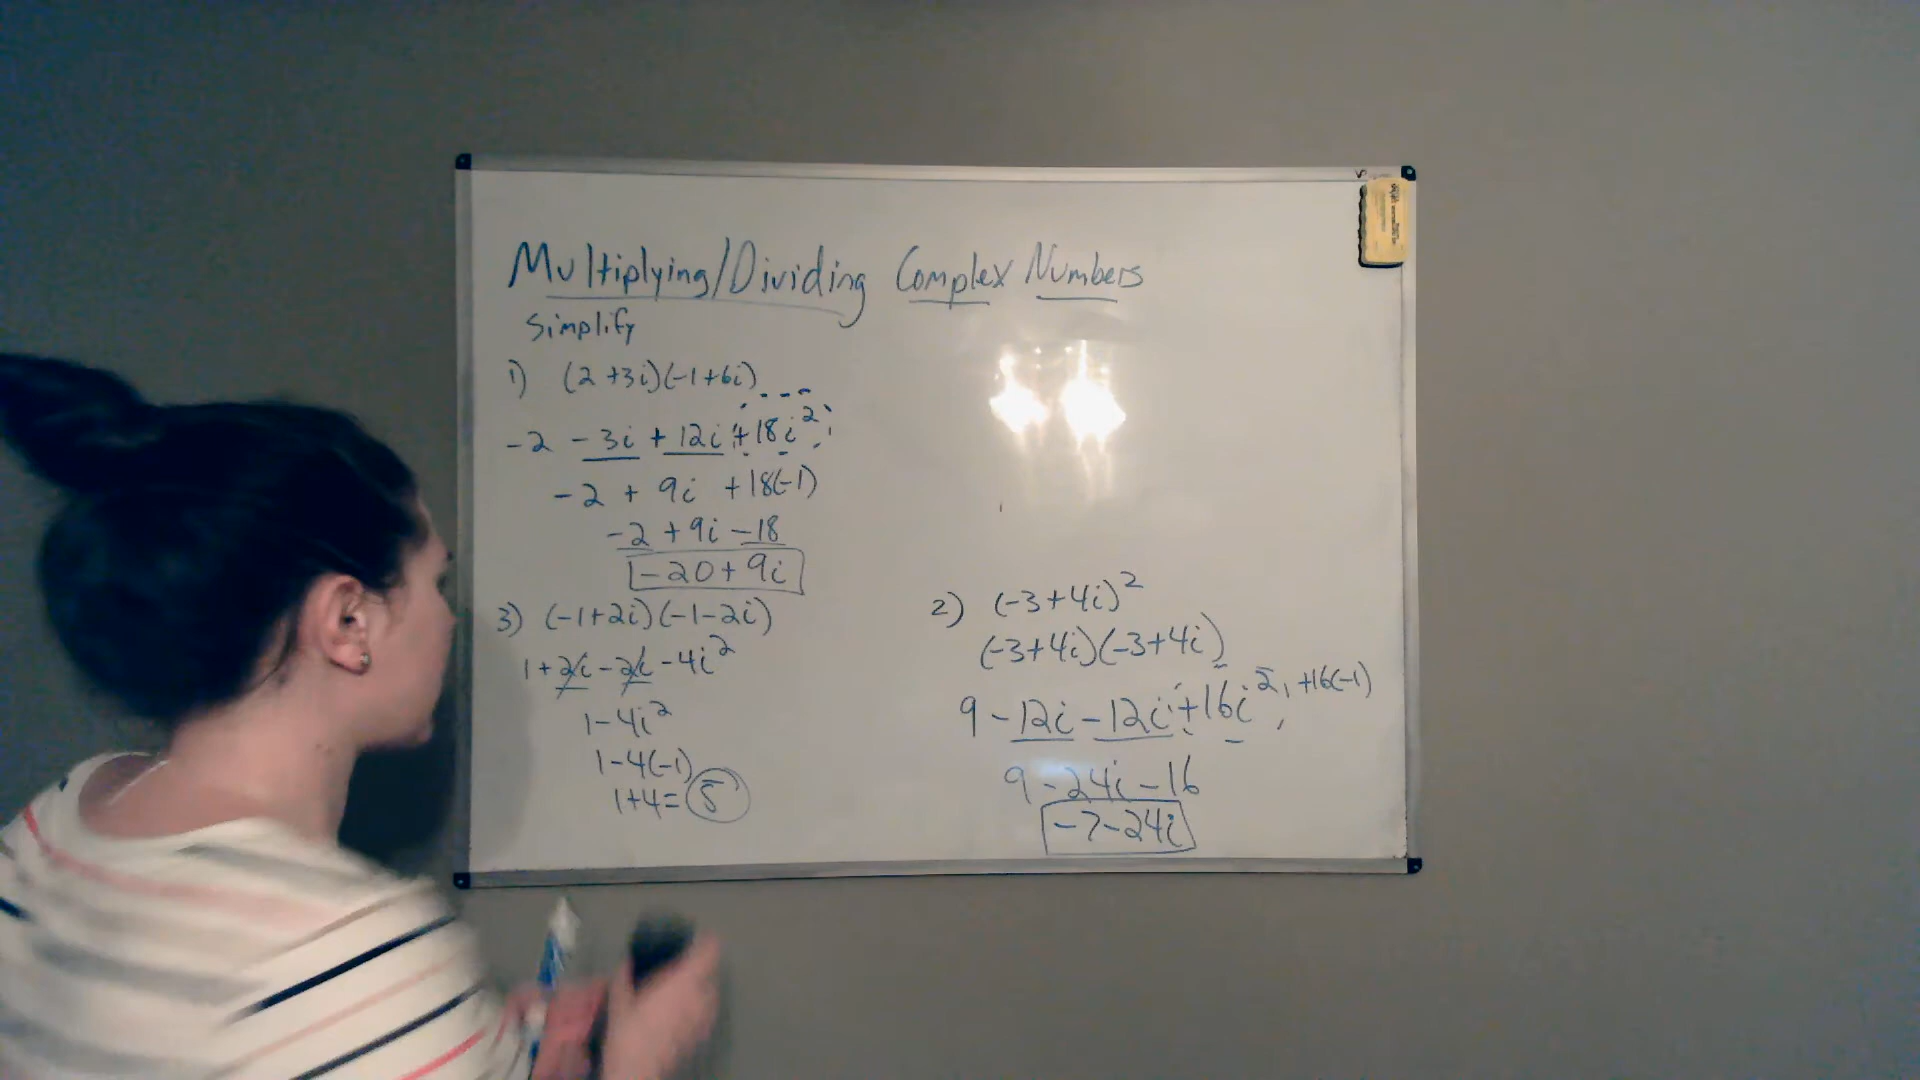 Multiplying/Dividing Complex Numbers
Simplify
1) (2+3i)(-1+6i)
-2 - 3i + 12i + 18i²
-2 + 9i + 18(-1)
-2 + 9i - 18
-20 + 9i
3) (-1+2i)(-1-2i)
1 + 2i - 2i - 4i²
1 - 4i²
1 - 4(-1)
1+4 = 5
2) (-3+4i)²
(-3+4i)(-3+4i)
9 - 12i - 12i + 16i² +16(-1)
9 - 24i - 16
-7 - 24i